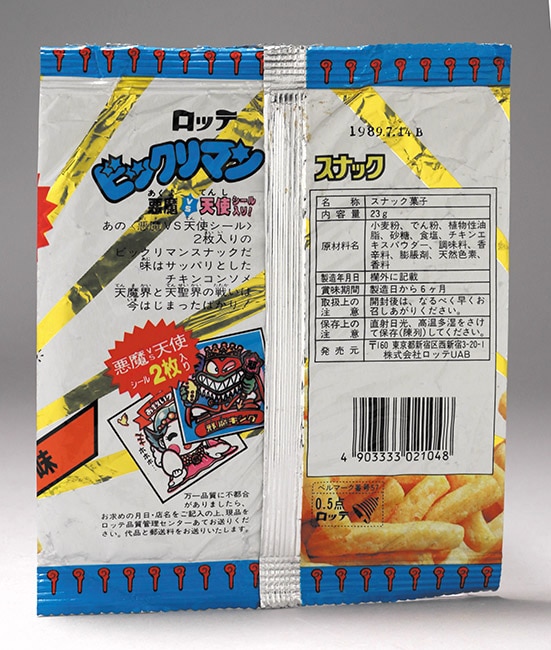 ロッテ
ビックリマン
あくま
てんし
悪魔VS天使シール
入り!
あの〈悪魔VS天使シール〉
2枚入りの
ビックリマンスナックだ
味はサッパリとした
チキンコンソメ
天魔界と天聖界の戦いは
今はじまったばかり!
悪魔VS天使
シール2枚入り
味
万一品質に不都合
がありましたら、
お求めの月日・店名をご記入の上、現品を
ロッテ品質管理センターあてお送りくだ
さい。代品と郵送料をお送りいたします。
1989.7.14.B
スナック
名称 スナック菓子
内容量 23g
原材料名 小麦粉、でん粉、植物性油
脂、砂糖、食塩、チキンエ
キスパウダー、調味料、香
辛料、膨脹剤、天然色素、
香料
製造年月日 欄外に記載
賞味期間 製造日から6ヶ月
取扱上の注意 開封後は、なるべく早くお
召しあがりください。
保存上の注意 直射日光、高温多湿をさけ
て保存(陳列)してください。
発売元 〒160 東京都新宿区西新宿3-20-1
株式会社ロッテUAB
4 903333 021048
ベルマーク番号57
0.5点
ロッテ